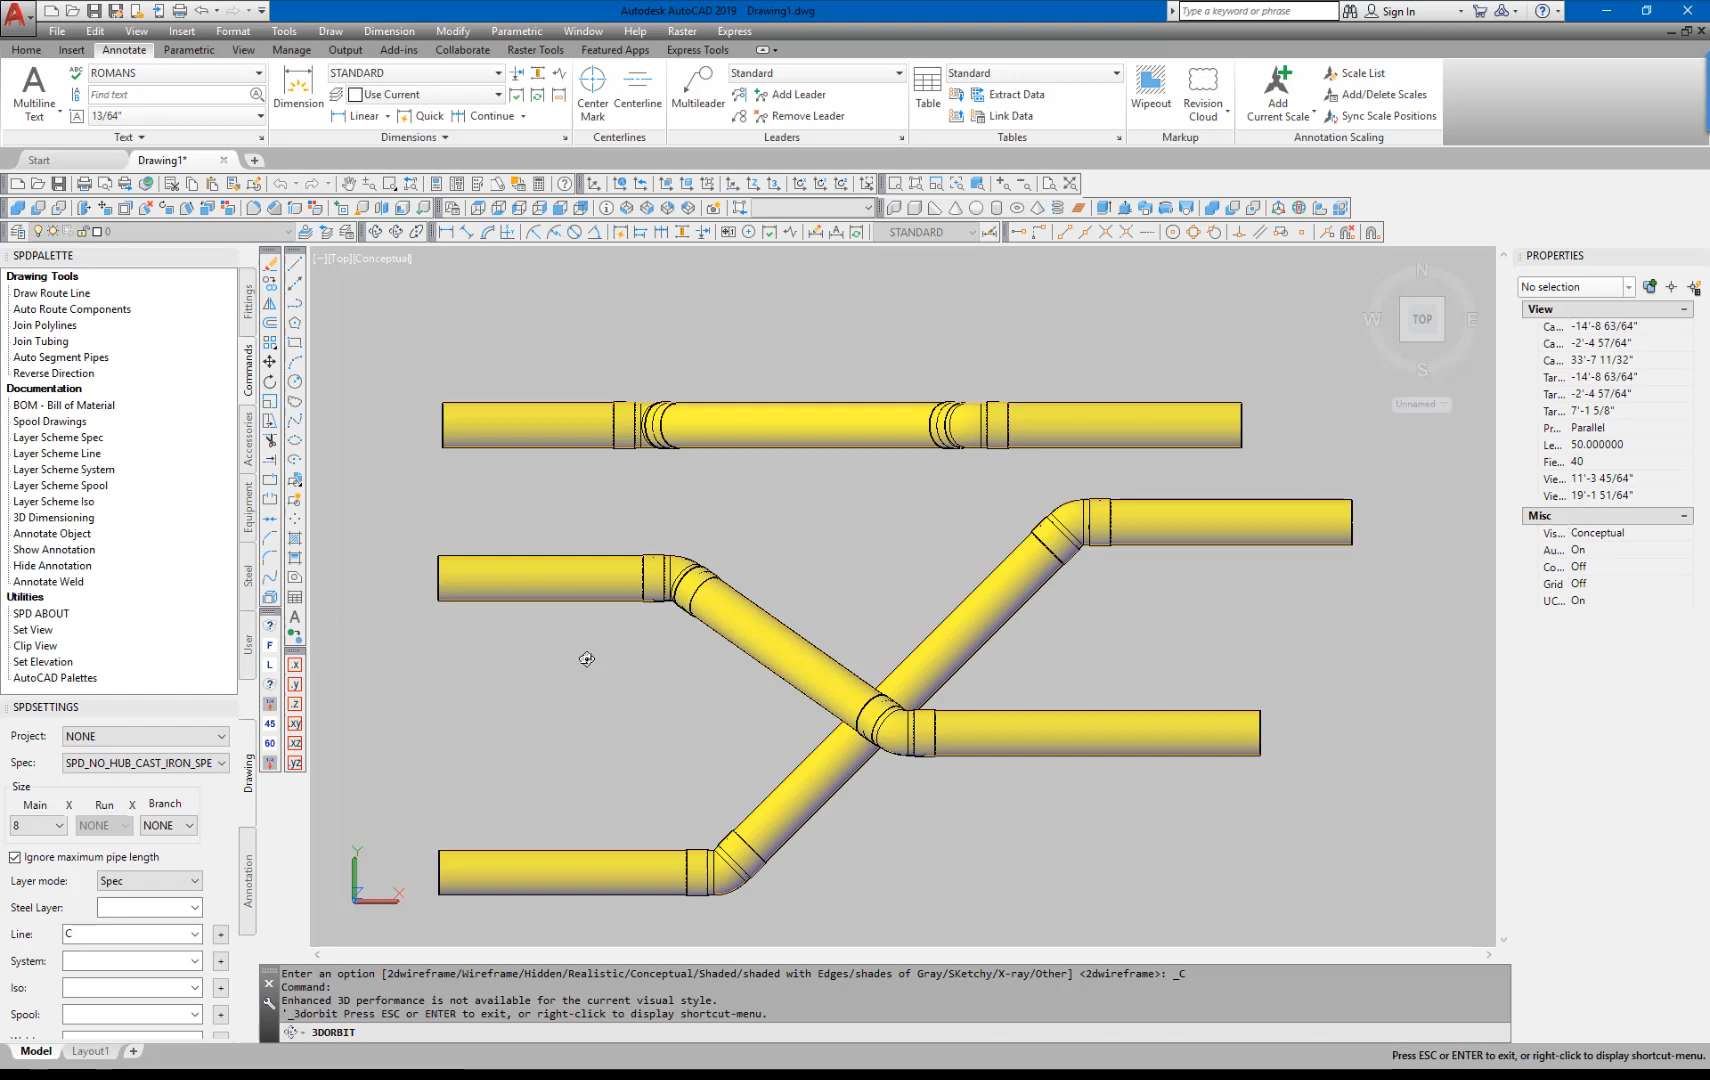 Autodesk AutoCAD 2019 Drawing1.dwg
Type a keyword or phrase
Sign In
File Edit View Insert Format Tools Draw Dimension Modify Parametric Window Help Raster Express
Home Insert Annotate Parametric View Manage Output Add-ins Collaborate Raster Tools Featured Apps Express Tools
ROMANS
STANDARD
Standard
Standard
Scale List
Find text
Use Current
Add Leader
Extract Data
Add/Delete Scales
Multiline Text
Dimension
Center Mark
Centerline
Multileader
Table
Wipeout
Revision Cloud
Add Current Scale
13/64"
Linear
Quick
Continue
Remove Leader
Link Data
Sync Scale Positions
Text
Dimensions
Centerlines
Leaders
Tables
Markup
Annotation Scaling
Start
Drawing1*
0
STANDARD
SPDPALETTE
Drawing Tools
Draw Route Line
Auto Route Components
Join Polylines
Join Tubing
Auto Segment Pipes
Reverse Direction
Documentation
BOM - Bill of Material
Spool Drawings
Layer Scheme Spec
Layer Scheme Line
Layer Scheme System
Layer Scheme Spool
Layer Scheme Iso
3D Dimensioning
Annotate Object
Show Annotation
Hide Annotation
Annotate Weld
Utilities
SPD ABOUT
Set View
Clip View
Set Elevation
AutoCAD Palettes
Fittings
Commands
Accessories
Equipment
Steel
User
SPDSETTINGS
Project: NONE
Spec: SPD_NO_HUB_CAST_IRON_SPE
Size
Main X Run X Branch
8 NONE NONE
Ignore maximum pipe length
Layer mode: Spec
Steel Layer:
Line: C
System:
Iso:
Spool:
Drawing
Annotation
F
L
45
60
A
.x
.y
.z
.xy
.xz
.yz
[−][Top][Conceptual]
N
W TOP E
S
Unnamed
Y
Z
X
PROPERTIES
No selection
View
Ca... -14'-8 63/64"
Ca... -2'-4 57/64"
Ca... 33'-7 11/32"
Tar... -14'-8 63/64"
Tar... -2'-4 57/64"
Tar... 7'-1 5/8"
Pr... Parallel
Le... 50.000000
Fie... 40
Vie... 11'-3 45/64"
Vie... 19'-1 51/64"
Misc
Vis... Conceptual
Au... On
Co... Off
Grid Off
UC... On
Enter an option [2dwireframe/Wireframe/Hidden/Realistic/Conceptual/Shaded/shaded with Edges/shades of Gray/SKetchy/X-ray/Other] <2dwireframe>: _C
Command:
Enhanced 3D performance is not available for the current visual style.
'_3dorbit Press ESC or ENTER to exit, or right-click to display shortcut-menu.
3DORBIT
Model Layout1
Press ESC or ENTER to exit, or right-click to display shortcut-menu.